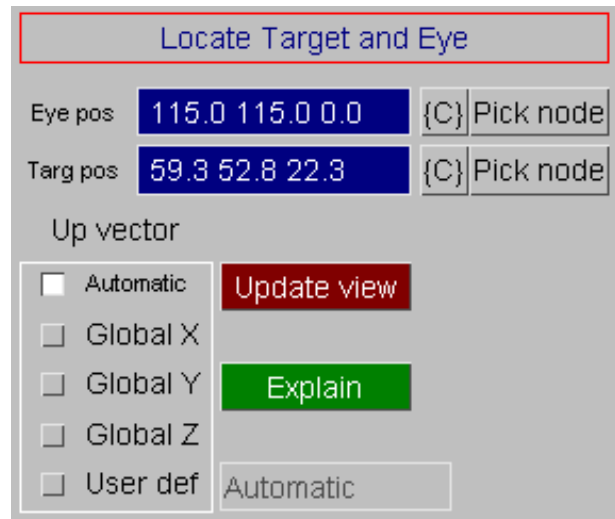 Locate Target and Eye
Eye pos 115.0 115.0 0.0 {C} Pick node
Targ pos 59.3 52.8 22.3 {C} Pick node
Up vector
Automatic Update view
Global X
Global Y Explain
Global Z
User def Automatic